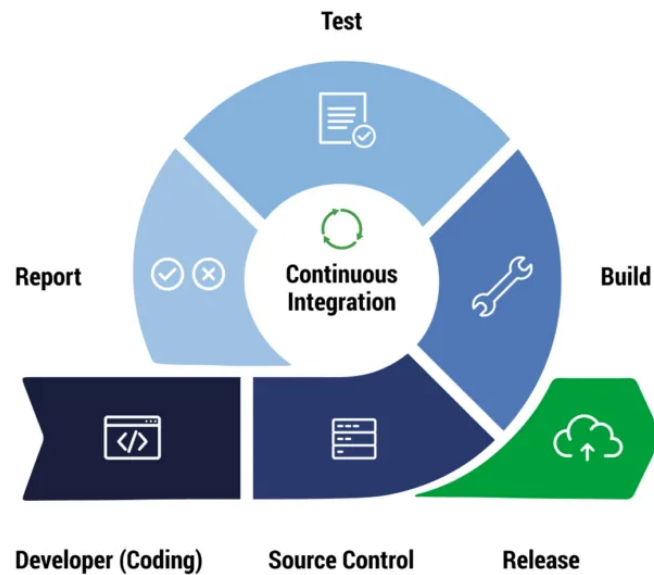 Test
Continuous
Integration
Report
Build
</>
Developer (Coding)
Source Control
Release